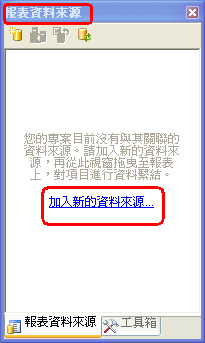 報表資料來源
您的專案目前沒有與其關聯的
資料來源。請加入新的資料來
源，再從此視窗拖曳至報表
上，對項目進行資料繫結。
加入新的資料來源...
報表資料來源
工具箱